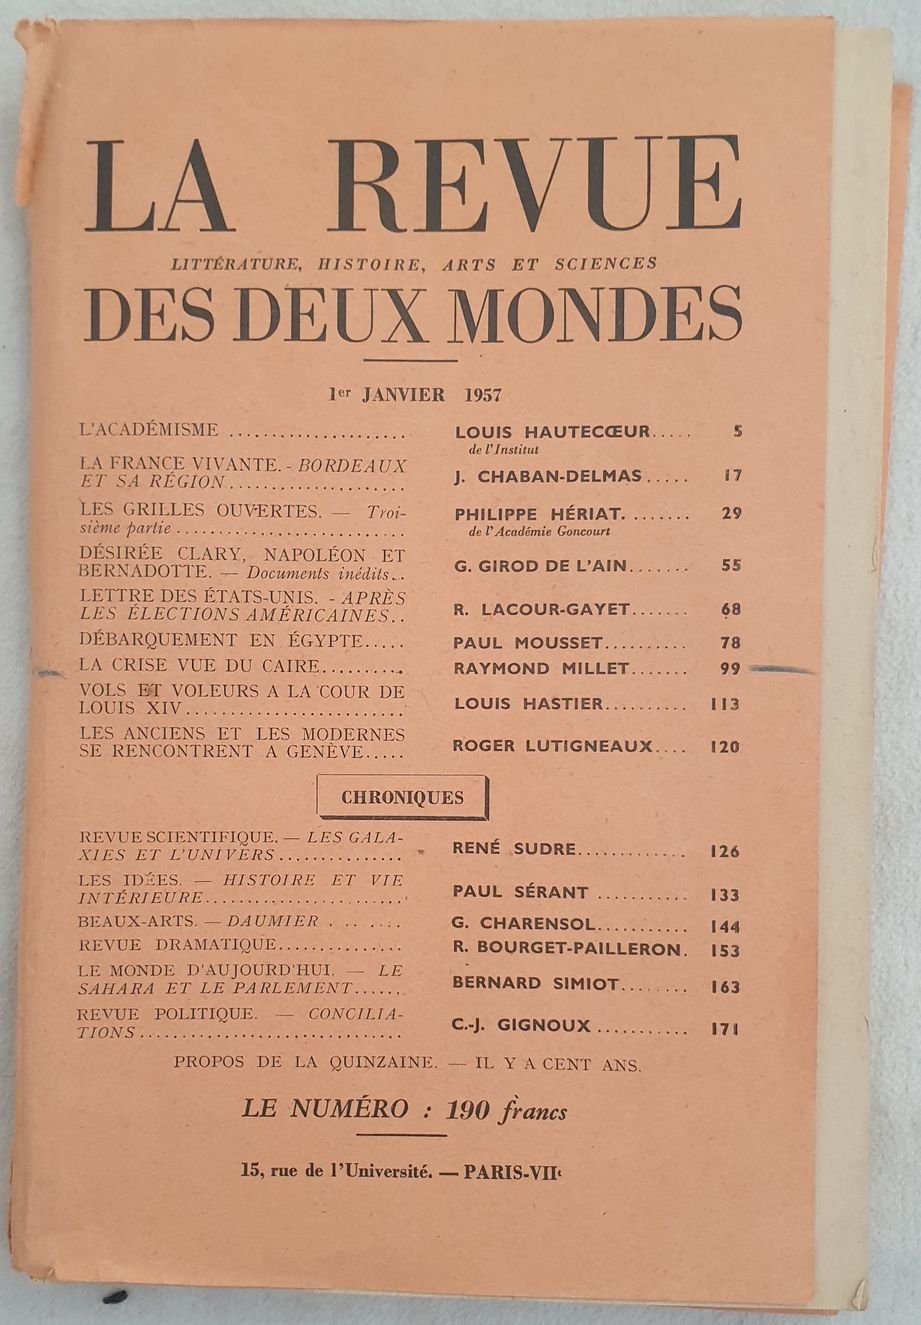 LA REVUE
LITTÉRATURE, HISTOIRE, ARTS ET SCIENCES
DES DEUX MONDES
1er JANVIER 1957
L'ACADÉMISME .................... LOUIS HAUTECŒUR..... 5
de l'Institut
LA FRANCE VIVANTE. - BORDEAUX
ET SA RÉGION.................... J. CHABAN-DELMAS..... 17
LES GRILLES OUVERTES. — Troi-
sième partie.......................... PHILIPPE HÉRIAT........ 29
de l'Académie Goncourt
DÉSIRÉE CLARY, NAPOLÉON ET
BERNADOTTE. — Documents inédits... G. GIROD DE L'AIN....... 55
LETTRE DES ÉTATS-UNIS. - APRÈS
LES ÉLECTIONS AMÉRICAINES.. R. LACOUR-GAYET....... 68
DÉBARQUEMENT EN ÉGYPTE..... PAUL MOUSSET.......... 78
LA CRISE VUE DU CAIRE.......... RAYMOND MILLET....... 99
VOLS ET VOLEURS A LA COUR DE
LOUIS XIV.......................... LOUIS HASTIER.......... 113
LES ANCIENS ET LES MODERNES
SE RENCONTRENT A GENÈVE..... ROGER LUTIGNEAUX.... 120
CHRONIQUES
REVUE SCIENTIFIQUE. — LES GALA-
XIES ET L'UNIVERS............... RENÉ SUDRE............. 126
LES IDÉES. — HISTOIRE ET VIE
INTÉRIEURE........................ PAUL SÉRANT ........... 133
BEAUX-ARTS. — DAUMIER ........ G. CHARENSOL........... 144
REVUE DRAMATIQUE............... R. BOURGET-PAILLERON. 153
LE MONDE D'AUJOURD'HUI. — LE
SAHARA ET LE PARLEMENT...... BERNARD SIMIOT........ 163
REVUE POLITIQUE. — CONCILIA-
TIONS............................... C.-J. GIGNOUX ........... 171
PROPOS DE LA QUINZAINE. — IL Y A CENT ANS.
LE NUMÉRO : 190 francs
15, rue de l'Université. — PARIS-VIIe